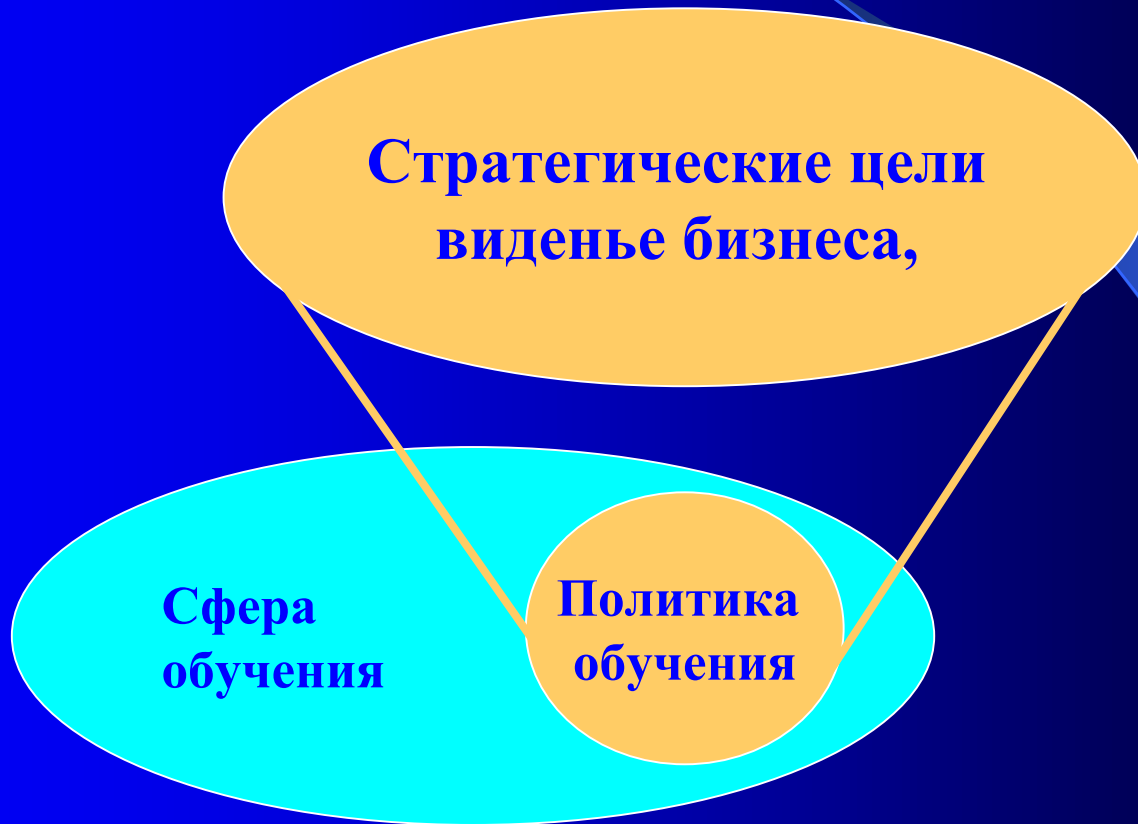 Стратегические цели
виденье бизнеса,
Сфера
обучения
Политика
обучения